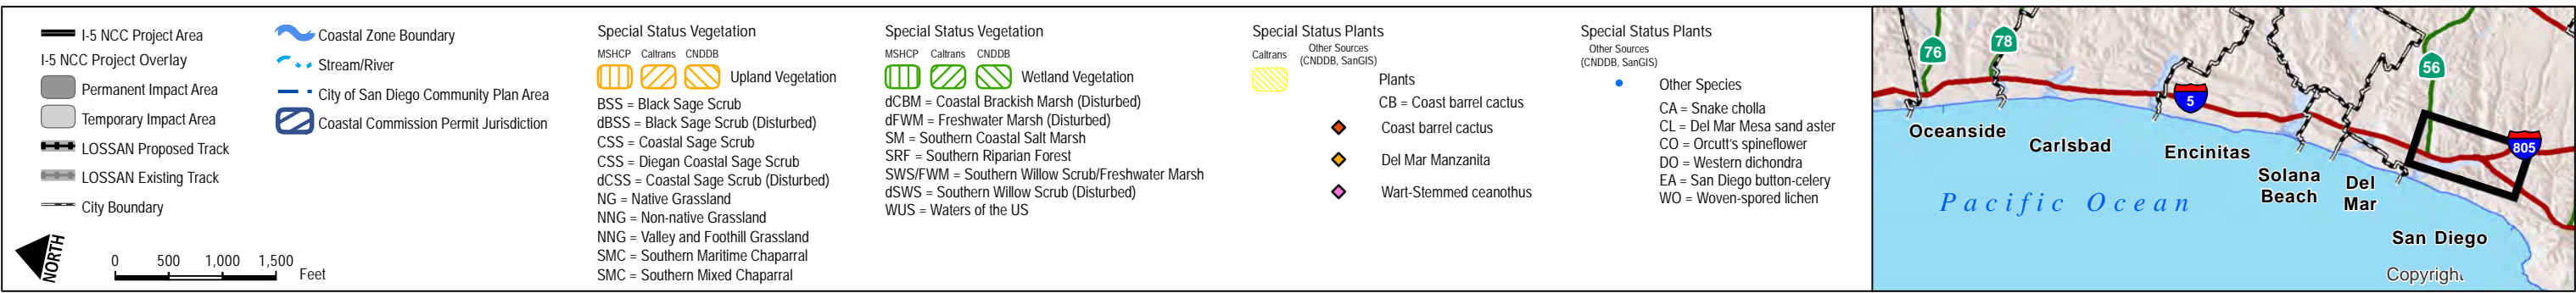 I-5 NCC Project Area
I-5 NCC Project Overlay
Permanent Impact Area
Temporary Impact Area
LOSSAN Proposed Track
LOSSAN Existing Track
City Boundary
NORTH
0 500 1,000 1,500
Feet
Coastal Zone Boundary
Stream/River
City of San Diego Community Plan Area
Coastal Commission Permit Jurisdiction
Special Status Vegetation
MSHCP Caltrans CNDDB
Upland Vegetation
BSS = Black Sage Scrub
dBSS = Black Sage Scrub (Disturbed)
CSS = Coastal Sage Scrub
CSS = Diegan Coastal Sage Scrub
dCSS = Coastal Sage Scrub (Disturbed)
NG = Native Grassland
NNG = Non-native Grassland
NNG = Valley and Foothill Grassland
SMC = Southern Maritime Chaparral
SMC = Southern Mixed Chaparral
Special Status Vegetation
MSHCP Caltrans CNDDB
Wetland Vegetation
dCBM = Coastal Brackish Marsh (Disturbed)
dFWM = Freshwater Marsh (Disturbed)
SM = Southern Coastal Salt Marsh
SRF = Southern Riparian Forest
SWS/FWM = Southern Willow Scrub/Freshwater Marsh
dSWS = Southern Willow Scrub (Disturbed)
WUS = Waters of the US
Special Status Plants
Caltrans
Other Sources
(CNDDB, SanGIS)
Plants
CB = Coast barrel cactus
Coast barrel cactus
Del Mar Manzanita
Wart-Stemmed ceanothus
Special Status Plants
Other Sources
(CNDDB, SanGIS)
Other Species
CA = Snake cholla
CL = Del Mar Mesa sand aster
CO = Orcutt's spineflower
DO = Western dichondra
EA = San Diego button-celery
WO = Woven-spored lichen
76
78
56
5
805
Oceanside
Carlsbad
Encinitas
Solana
Beach
Del
Mar
San Diego
Pacific Ocean